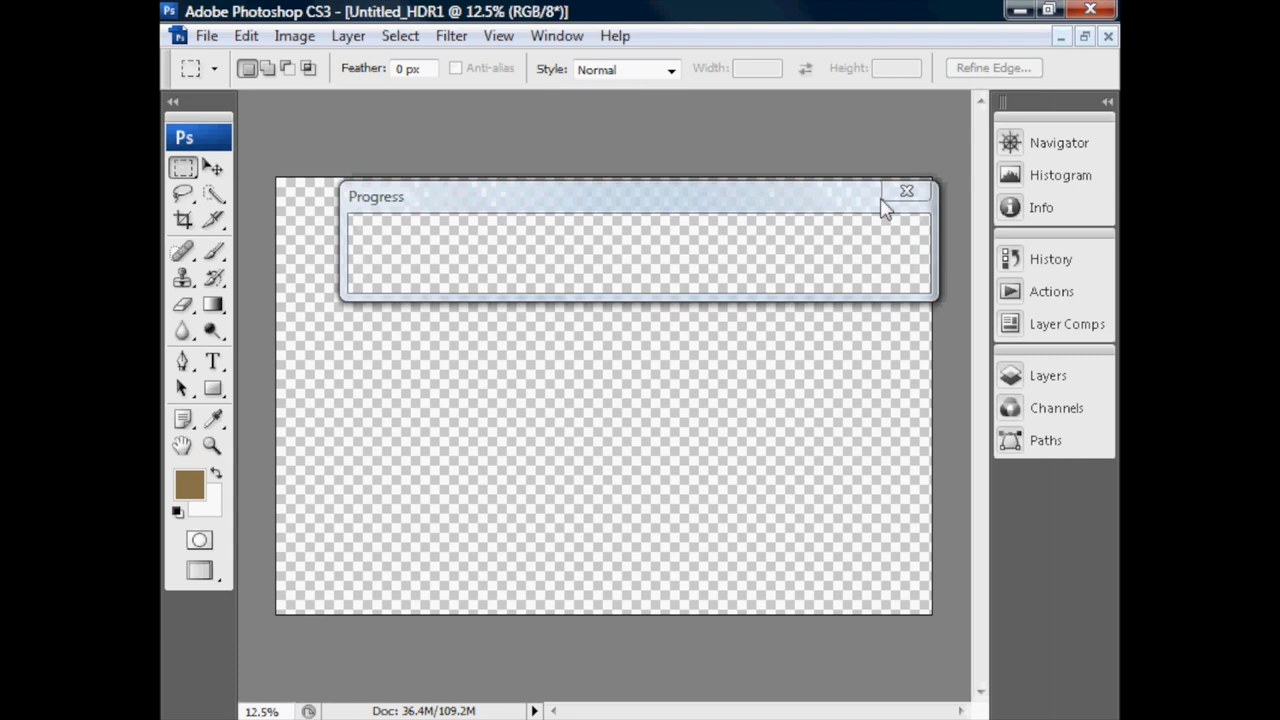 Ps Adobe Photoshop CS3 - [Untitled_HDR1 @ 12.5% (RGB/8*)]
Ps File Edit Image Layer Select Filter View Window Help
Feather: 0 px Anti-alias Style: Normal Width: Height: Refine Edge...
Ps
Progress
T
Navigator
Histogram
Info
History
Actions
Layer Comps
Layers
Channels
Paths
12.5% Doc: 36.4M/109.2M